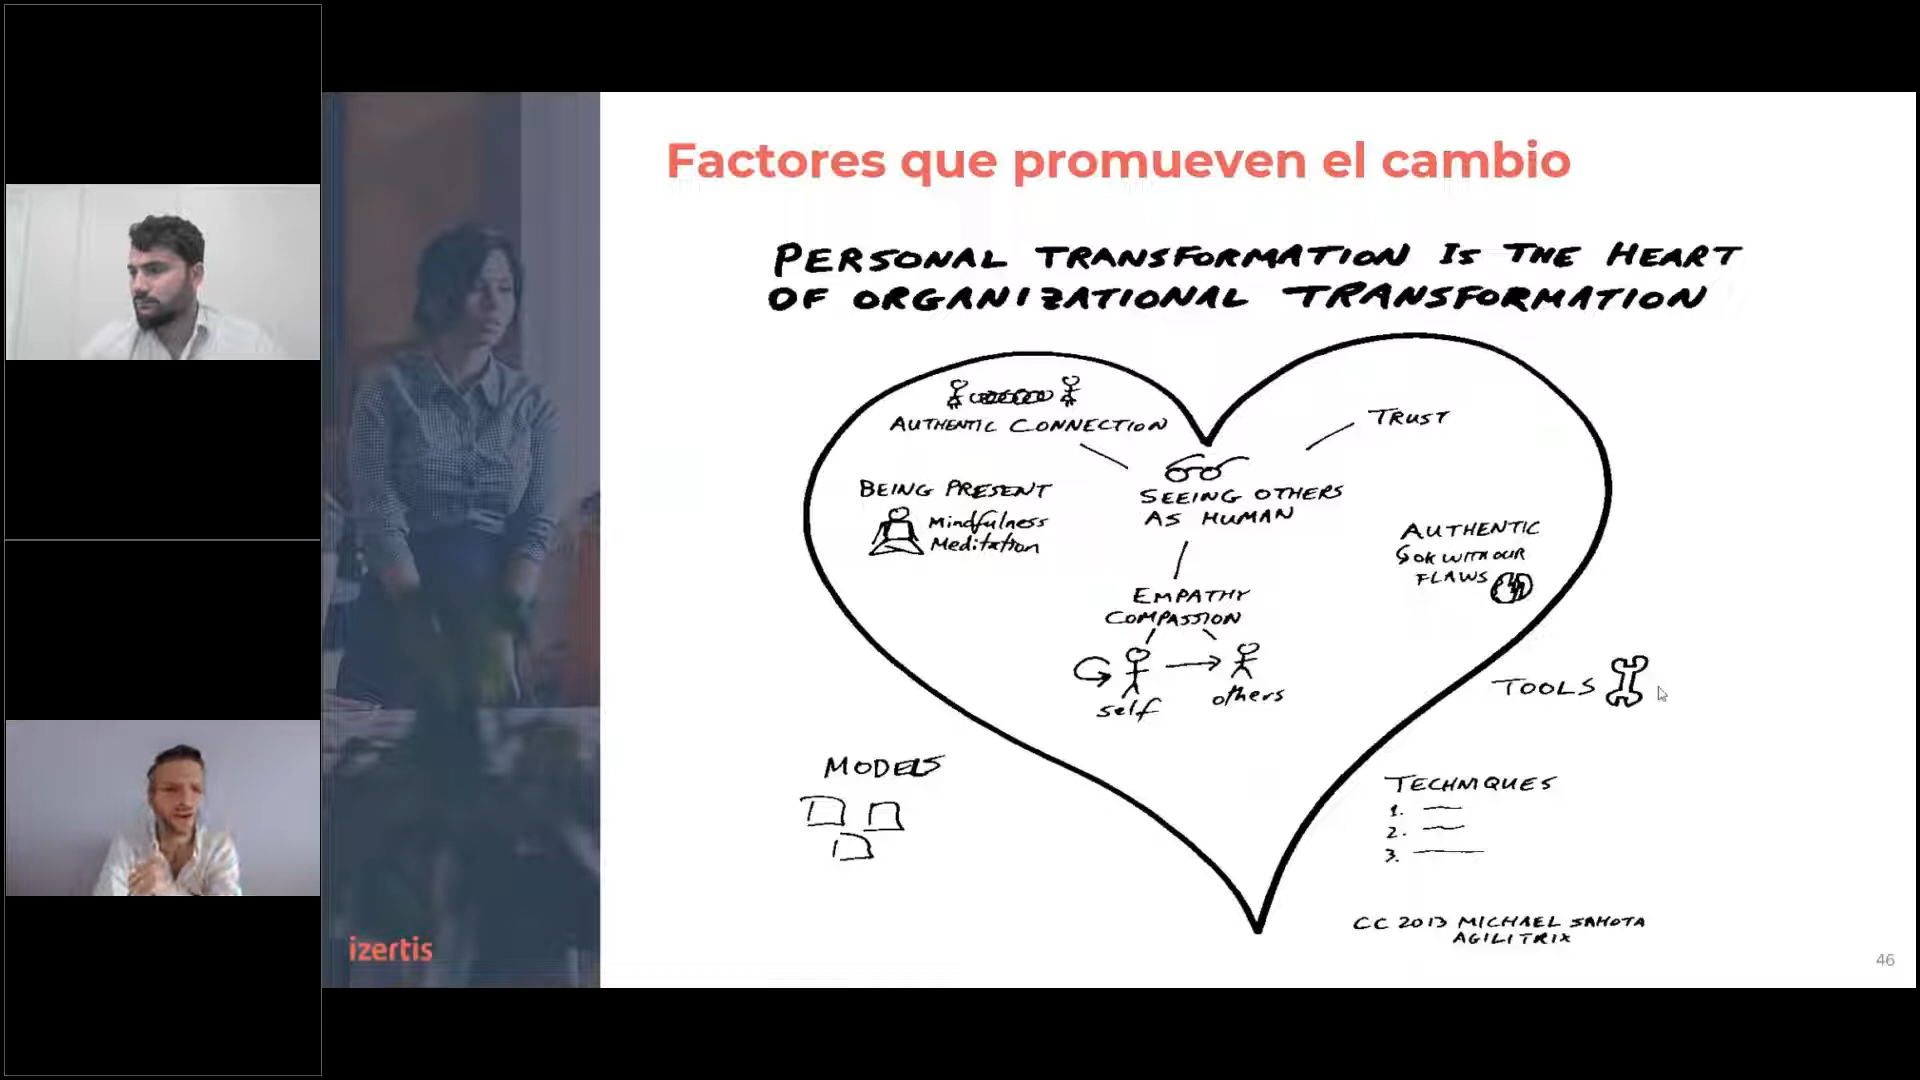 Factores que promueven el cambio
PERSONAL TRANSFORMATION IS THE HEART
OF ORGANIZATIONAL TRANSFORMATION
AUTHENTIC CONNECTION
TRUST
BEING PRESENT
Mindfulness
Meditation
SEEING OTHERS
AS HUMAN
AUTHENTIC
OK WITH OUR
FLAWS
EMPATHY
COMPASSION
self
others
TOOLS
MODELS
TECHNIQUES
1.
2.
3.
CC 2013 MICHAEL SAHOTA
AGILITRIX
izertis
46